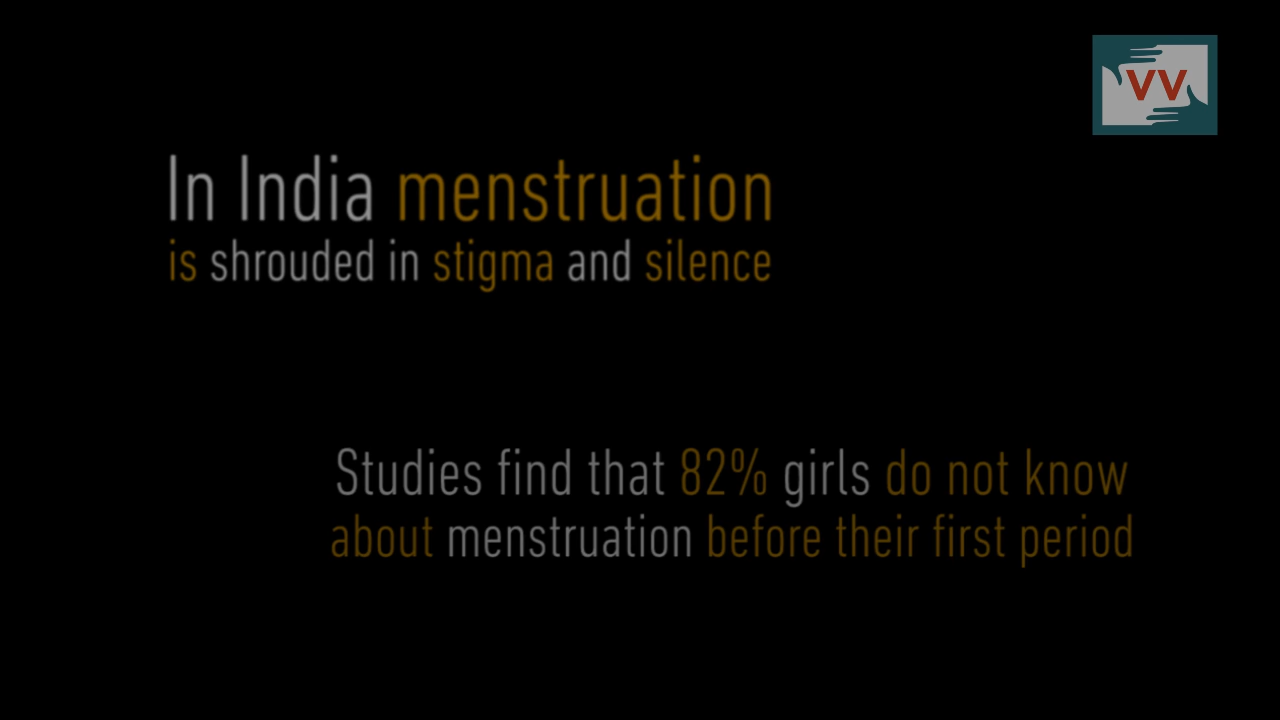 VV
In India menstruation
is shrouded in stigma and silence
Studies find that 82% girls do not know
about menstruation before their first period